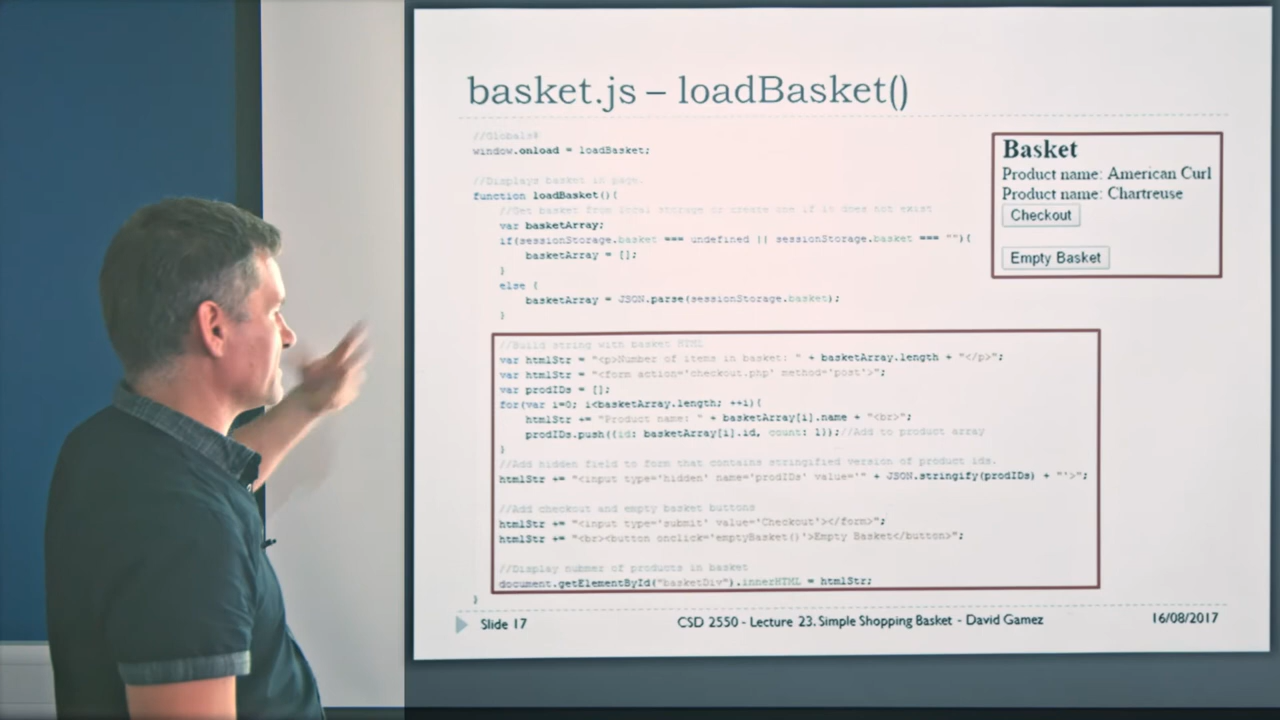 basket.js – loadBasket()
//Globals#
window.onload = loadBasket;
//Displays basket in page.
function loadBasket(){
//Get basket from local storage or create one if it does not exist
var basketArray;
if(sessionStorage.basket === undefined || sessionStorage.basket === ""){
basketArray = [];
}
else {
basketArray = JSON.parse(sessionStorage.basket);
}
//Build string with basket HTML
var htmlStr = "<p>Number of items in basket: " + basketArray.length + "</p>";
var htmlStr = "<form action='checkout.php' method='post'>";
var prodIDs = [];
for(var i=0; i<basketArray.length; ++i){
htmlStr += "Product name: " + basketArray[i].name + "<br>";
prodIDs.push({id: basketArray[i].id, count: 1});//Add to product array
}
//Add hidden field to form that contains stringified version of product ids.
htmlStr += "<input type='hidden' name='prodIDs' value='" + JSON.stringify(prodIDs) + "'>";
//Add checkout and empty basket buttons
htmlStr += "<input type='submit' value='Checkout'></form>";
htmlStr += "<br><button onclick='emptyBasket()'>Empty Basket</button>";
//Display nubmer of products in basket
document.getElementById("basketDiv").innerHTML = htmlStr;
}
Basket
Product name: American Curl
Product name: Chartreuse
Checkout
Empty Basket
Slide 17
CSD 2550 - Lecture 23. Simple Shopping Basket - David Gamez
16/08/2017